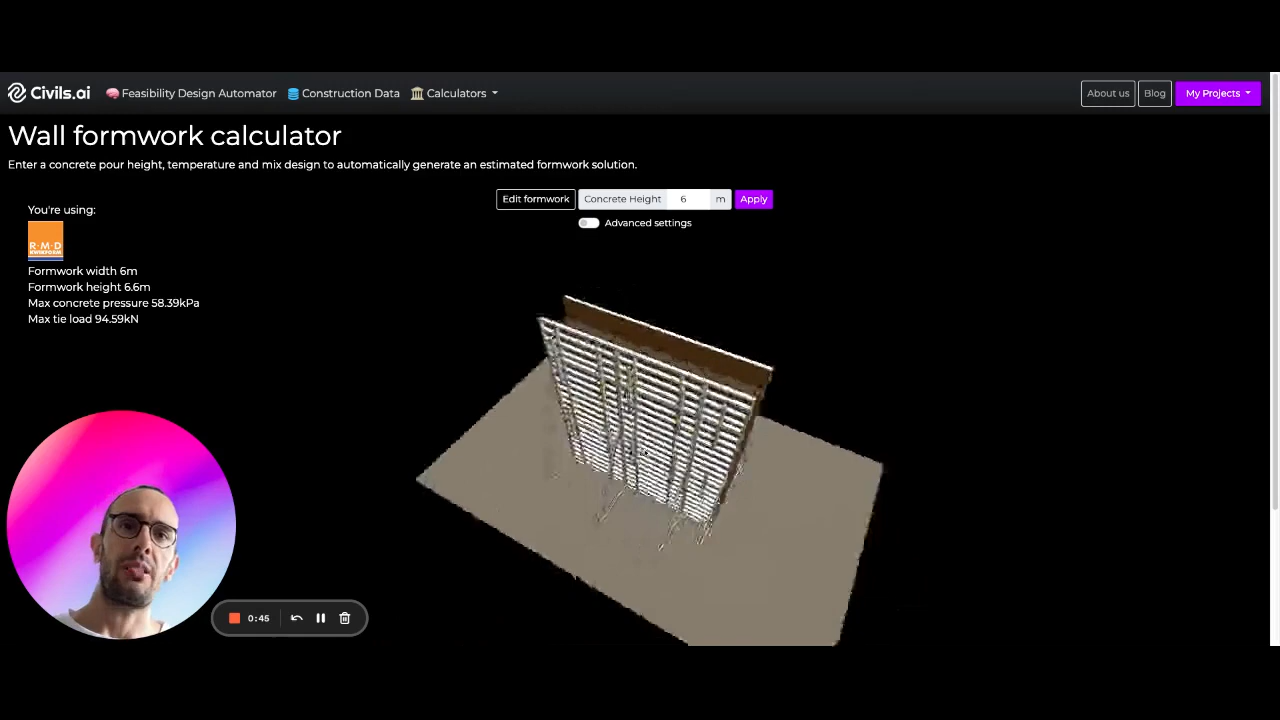 Civils.ai
Feasibility Design Automator
Construction Data
Calculators
About us
Blog
My Projects
Wall formwork calculator
Enter a concrete pour height, temperature and mix design to automatically generate an estimated formwork solution.
You're using:
R·M·D
KWIKFORM
Formwork width 6m
Formwork height 6.6m
Max concrete pressure 58.39kPa
Max tie load 94.59kN
Edit formwork
Concrete Height
6
m
Apply
Advanced settings
0:45